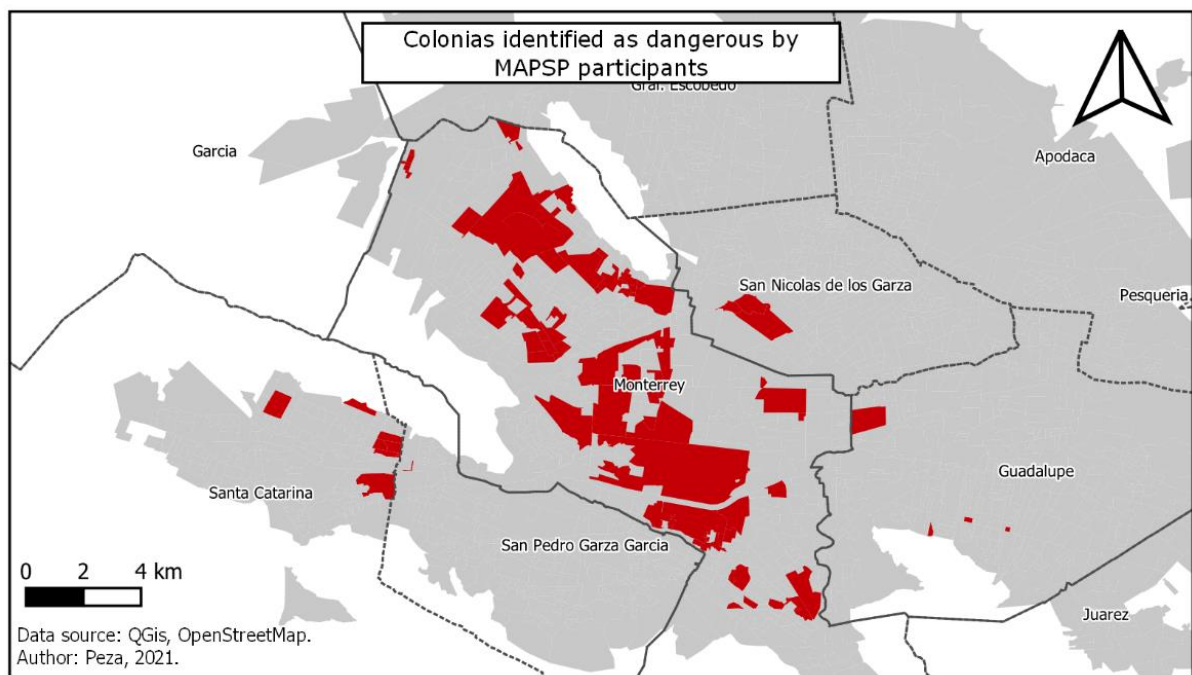 Colonias identified as dangerous by
MAPSP participants
Gral. Escobedo
Garcia
Apodaca
San Nicolas de los Garza
Pesqueria
Monterrey
Guadalupe
Santa Catarina
San Pedro Garza Garcia
Juarez
0 2 4 km
Data source: QGis, OpenStreetMap.
Author: Peza, 2021.